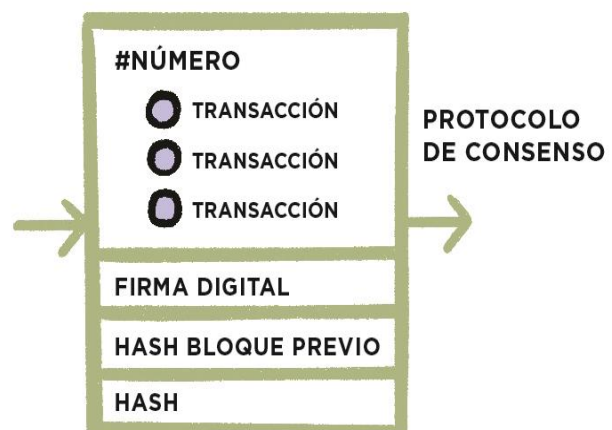 #NÚMERO
TRANSACCIÓN
TRANSACCIÓN
TRANSACCIÓN
PROTOCOLO
DE CONSENSO
FIRMA DIGITAL
HASH BLOQUE PREVIO
HASH